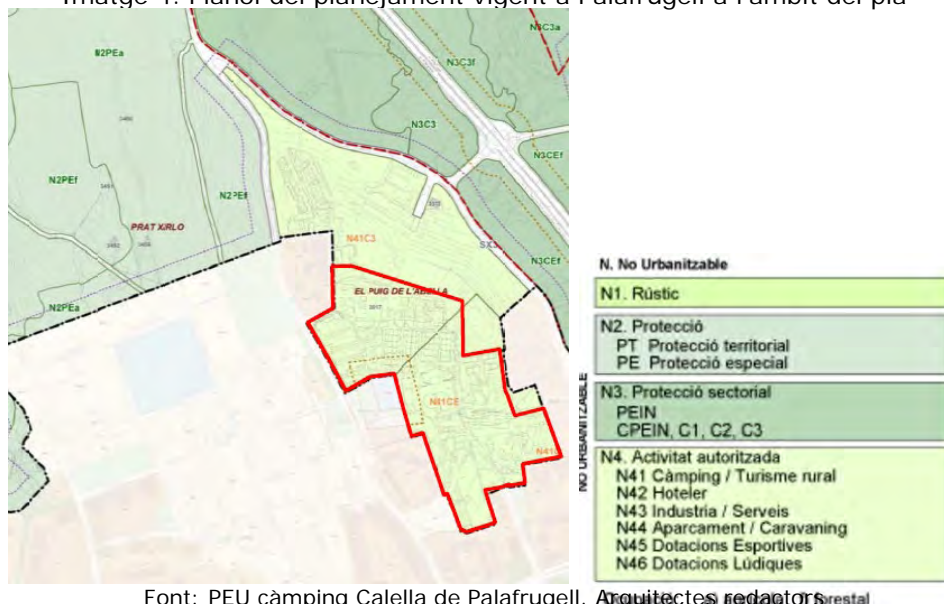 Imatge 1. Plànol del planejament vigent a Palafrugell a l'àmbit del pla
N3C3a
N2PEa
N3C3f
N3C3
N3CEf
N2PEf
N2PEf
PRAT XIRLO
N41C3
SX3
N3CEf
EL PUIG DE L'ABELLA
N2PEa
N41CE
NO URBANITZABLE
N. No Urbanitzable
N1. Rústic
N2. Protecció
PT Protecció territorial
PE Protecció especial
N3. Protecció sectorial
PEIN
CPEIN, C1, C2, C3
N4. Activitat autoritzada
N41 Càmping / Turisme rural
N42 Hoteler
N43 Industria / Serveis
N44 Aparcament / Caravaning
N45 Dotacions Esportives
N46 Dotacions Lúdiques
Font: PEU càmping Calella de Palafrugell. Arquitectes redactors
forestal